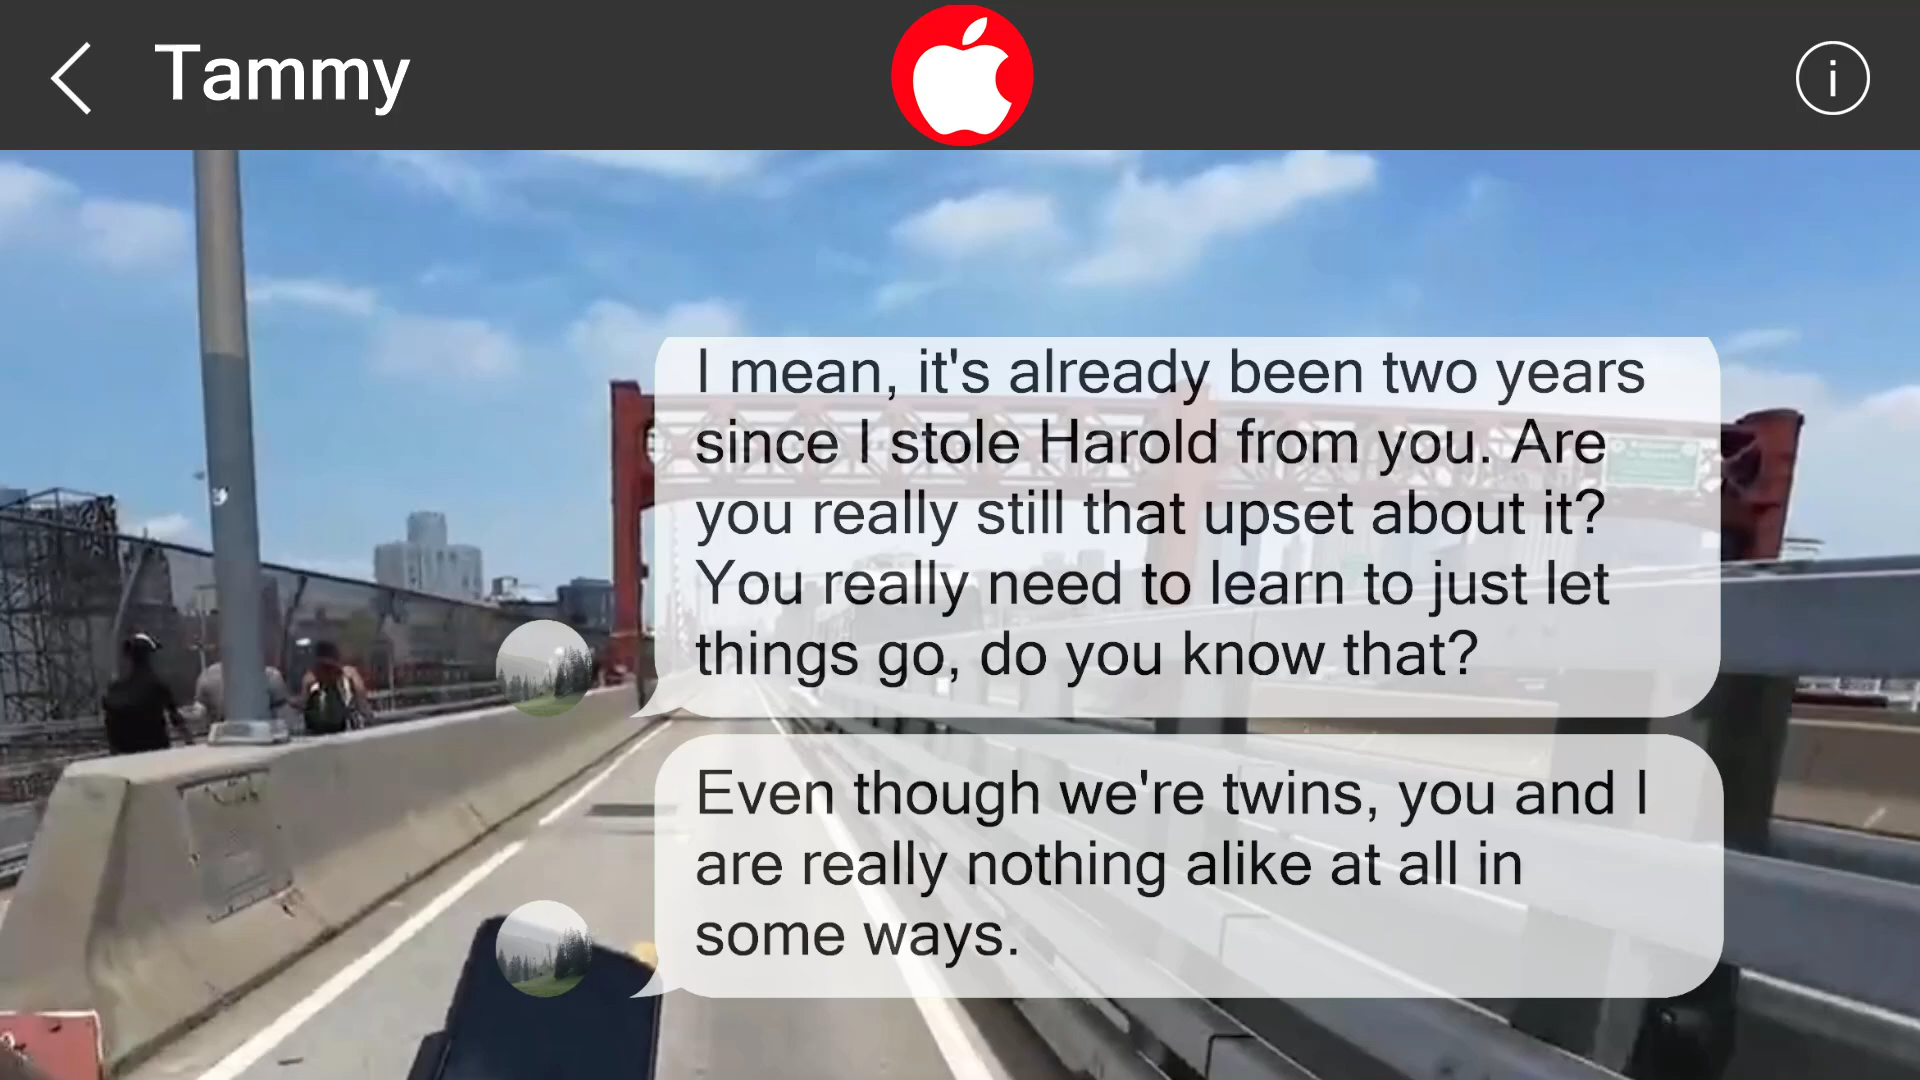 Tammy
I mean, it's already been two years
since I stole Harold from you. Are
you really still that upset about it?
You really need to learn to just let
things go, do you know that?
Even though we're twins, you and I
are really nothing alike at all in
some ways.